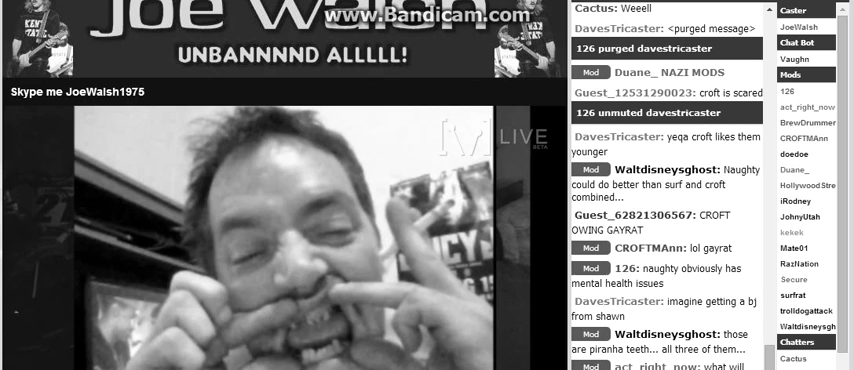 JOE WALSH
www.Bandicam.com
UNBANNNND ALLLLL!
Skype me JoeWalsh1975
LIVE
BETA
Cactus: Weeell
DavesTricaster: <purged message>
126 purged davestricaster
Mod Duane_ NAZI MODS
Guest_12531290023: croft is scared
126 unmuted davestricaster
DavesTricaster: yeqa croft likes them
younger
Mod Waltdisneysghost: Naughty
could do better than surf and croft
combined...
Guest_62821306567: CROFT
OWING GAYRAT
Mod CROFTMAnn: lol gayrat
Mod 126: naughty obviously has
mental health issues
DavesTricaster: imagine getting a bj
from shawn
Mod Waltdisneysghost: those
are piranha teeth... all three of them...
Mod act_right_now: what will
Caster
JoeWalsh
Chat Bot
Vaughn
Mods
126
act_right_now
BrewDrummer
CROFTMAnn
doedoe
Duane_
HollywoodStre
iRodney
JohnyUtah
kekek
Mate01
RazNation
Secure
surfrat
trolldogattack
Waltdisneysgh
Chatters
Cactus